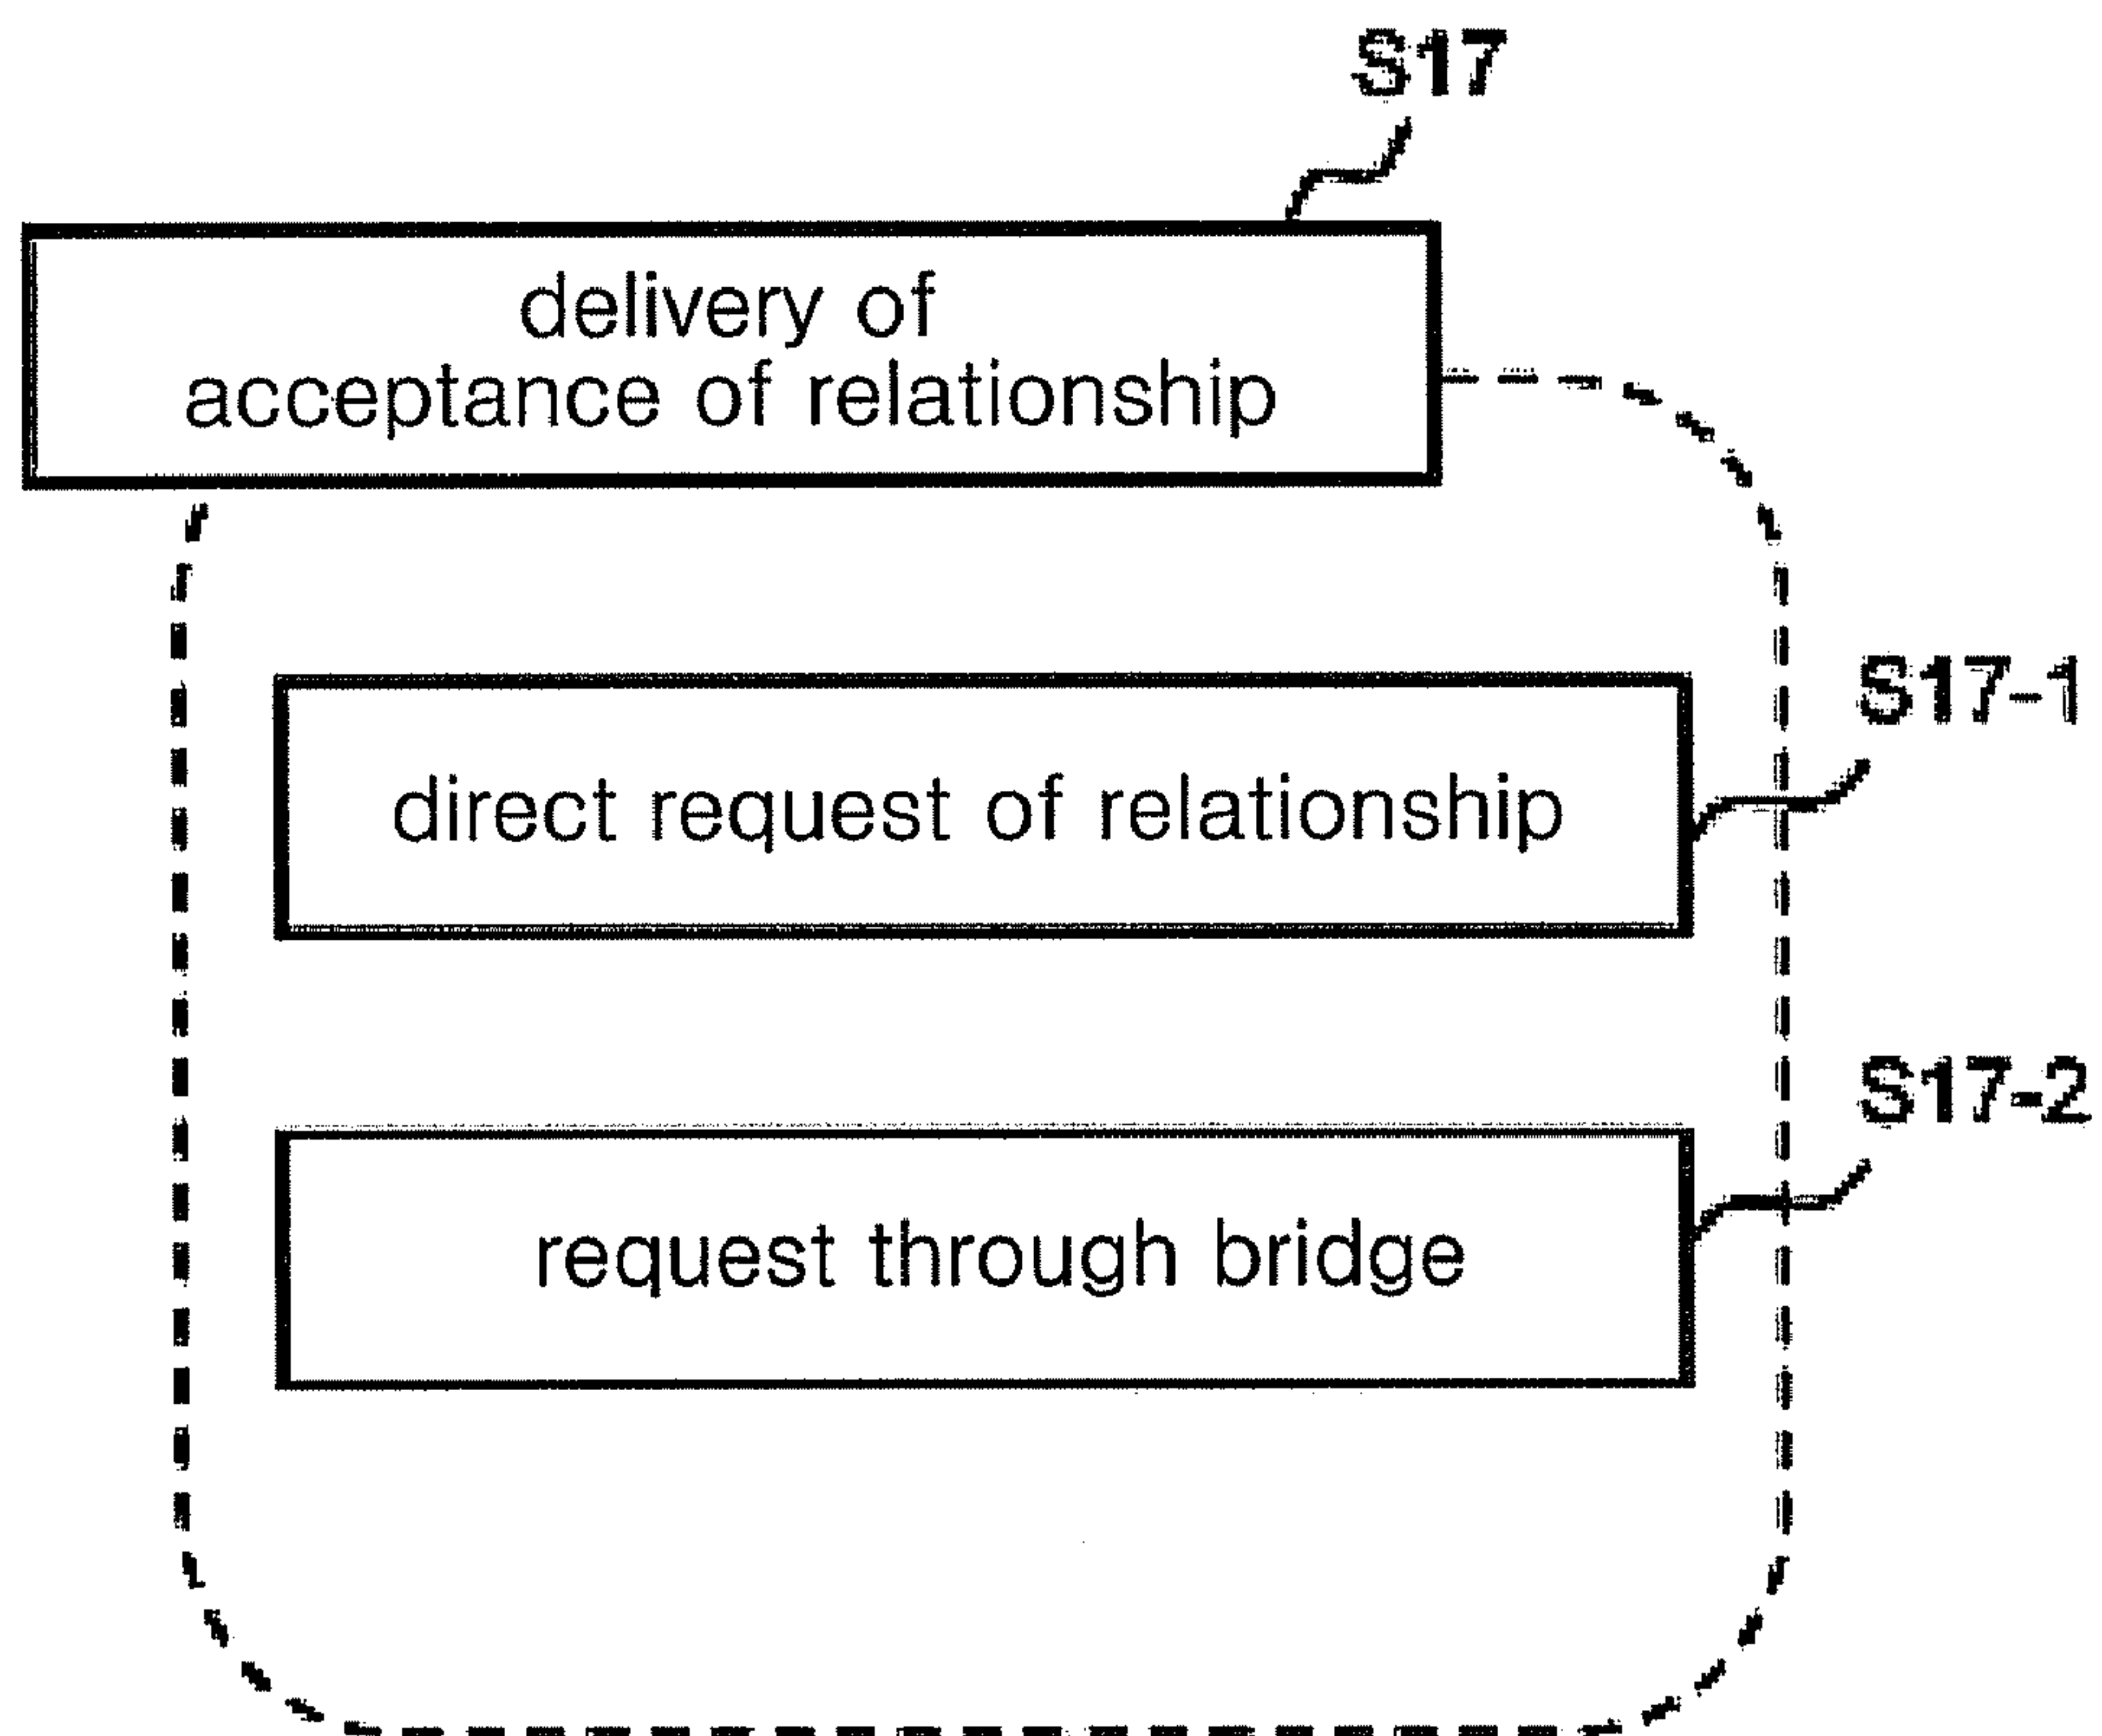 S17
delivery of
acceptance of relationship
S17-1
direct request of relationship
S17-2
request through bridge